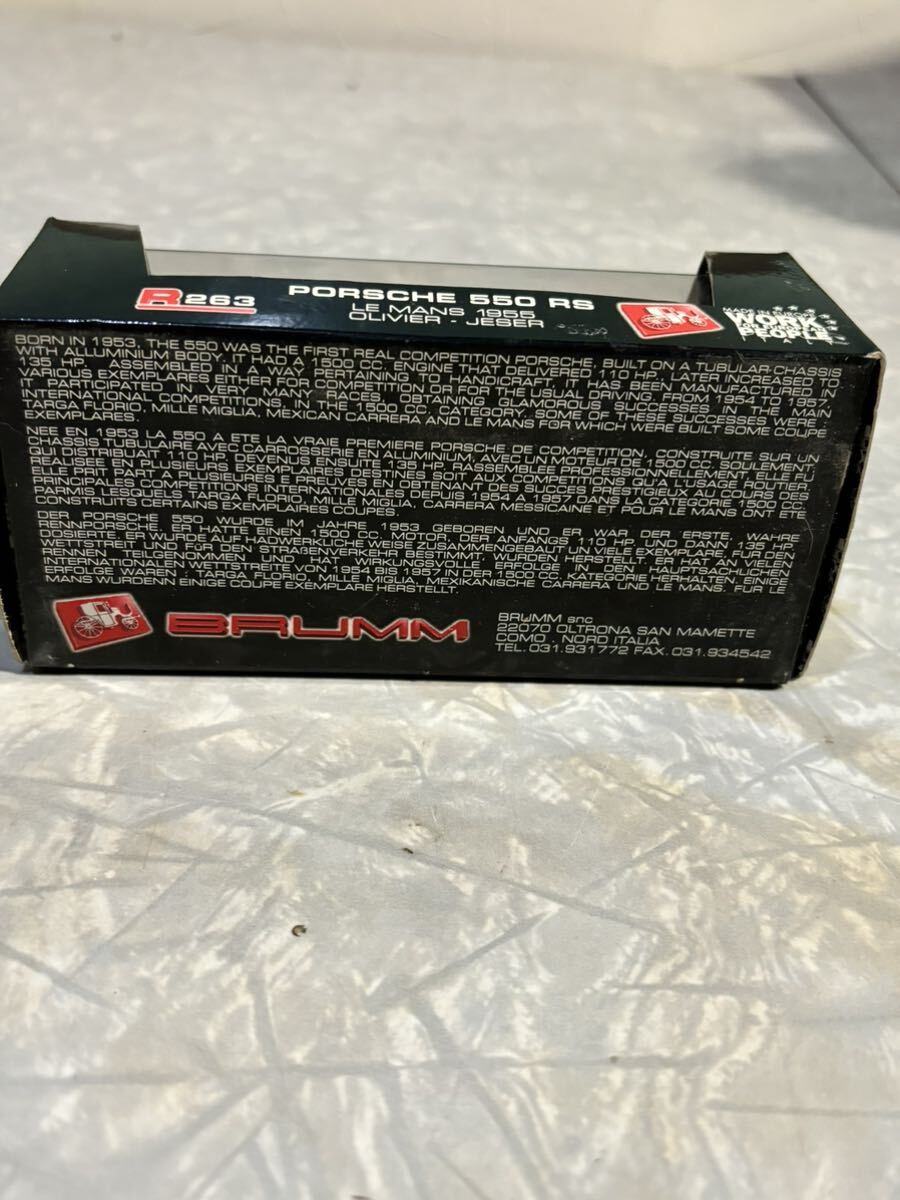 R263
PORSCHE 550 RS
LE MANS 1955
OLIVIER - JESER
WORK
PEOPLE
BORN IN 1953, THE 550 WAS THE FIRST REAL COMPETITION PORSCHE BUILT ON A TUBULAR-CHASSIS
WITH ALLUMINIUM BODY. IT HAD A 1500 CC. ENGINE THAT DELIVERED 110 HP. LATER INCREASED TO
135 HP. ASSEMBLED IN A WAY PERTAINING TO HANDICRAFT, IT HAS BEEN MANUFACTURED IN
VARIOUS EXEMPLARES EITHER FOR COMPETITION OR FOR THE USUAL DRIVING. FROM 1954 TO 1957
IT PARTICIPATED IN VERY MANY RACES, OBTAINING GLAMOROUS SUCCESSES IN THE MAIN
INTERNATIONAL COMPETITIONS IN THE 1500 CC. CATEGORY. SOME OF THESE SUCCESSES WERE :
TARGA FLORIO, MILLE MIGLIA, MEXICAN CARRERA AND LE MANS FOR WHICH WERE BUILT SOME COUPE
EXEMPLARES.
NEE EN 1953 LA 550 A ETE LA VRAIE PREMIERE PORSCHE DE COMPETITION, CONSTRUITE SUR UN
CHASSIS TUBULAIRE AVEC CARROSSERIE EN ALUMINIUM, AVEC UN MOTEUR DE 1500 CC. SOULEMENT,
QUI DISTRIBUAIT 110 HP. DEVENUS ENSUITE 135 HP. RASSEMBLEE PROFESSIONNELLEMENT, ELLE FU
REALISEE EN PLUSIEURS EXEMPLAIRES DESTINES SOIT AUX COMPETITIONS QU'A L'USAGE ROUTIER.
ELLE PARTICIPA A PLUSIEURS E PREUVES EN OBTENANT DES SUCCES PRESTIGIEUX AU COURS DES
PRINCIPALES COMPETITIONS INTERNATIONALES DEPUIS 1954 A 1957 DANS LA CATEGORIE 1500 CC.
PARMIS LESQUELS TARGA FLORIO, MILLE MIGLIA, CARRERA MESSICAINE ET POUR LE MANS ON ETE
CONSTRUITS CERTAINS EXEMPLAIRES COUPES.
DER PORSCHE 550 WURDE IM JAHRE 1953 GEBOREN UND ER WAR DER ERSTE, WAHRE
RENNPORSCHE. ER HATTE EINEN 1500 CC. MOTOR, DER ANFANGS 110 HP UND DANN 135 HP
DOSIERTE. ER WURDE AUF HADWERKLICHE WEISE ZUSAMMENGEBAUT UN VIELE EXEMPLARE, FUR DEN
WETTSTREIT UND FÜR DEN STRAßENVERKEHR BESTIMMT, WURDEN HERSTELLT. ER HAT AN VIELEN
RENNEN TEILGENOMMEN UND HAT WIRKUNGSVOLLE ERFOLGE IN DEN HAUPTSACHLICHEN
INTERNATIONALEN WETTSTREITE VON 1954 BIS 1957 IN DER 1500 CC. KATEGORIE HERHALTEN. EINIGE
ERFOLGE WAREN : TARGA FLORIO, MILLE MIGLIA, MEXIKANISCHE CARRERA UND LE MANS. FUR LE
MANS WURDENN EINIGE COUPE EXEMPLARE HERSTELLT.
BRUMM
BRUMM snc
22070 OLTRONA SAN MAMETTE
COMO . NORD ITALIA
TEL. 031.931772 FAX. 031.934542